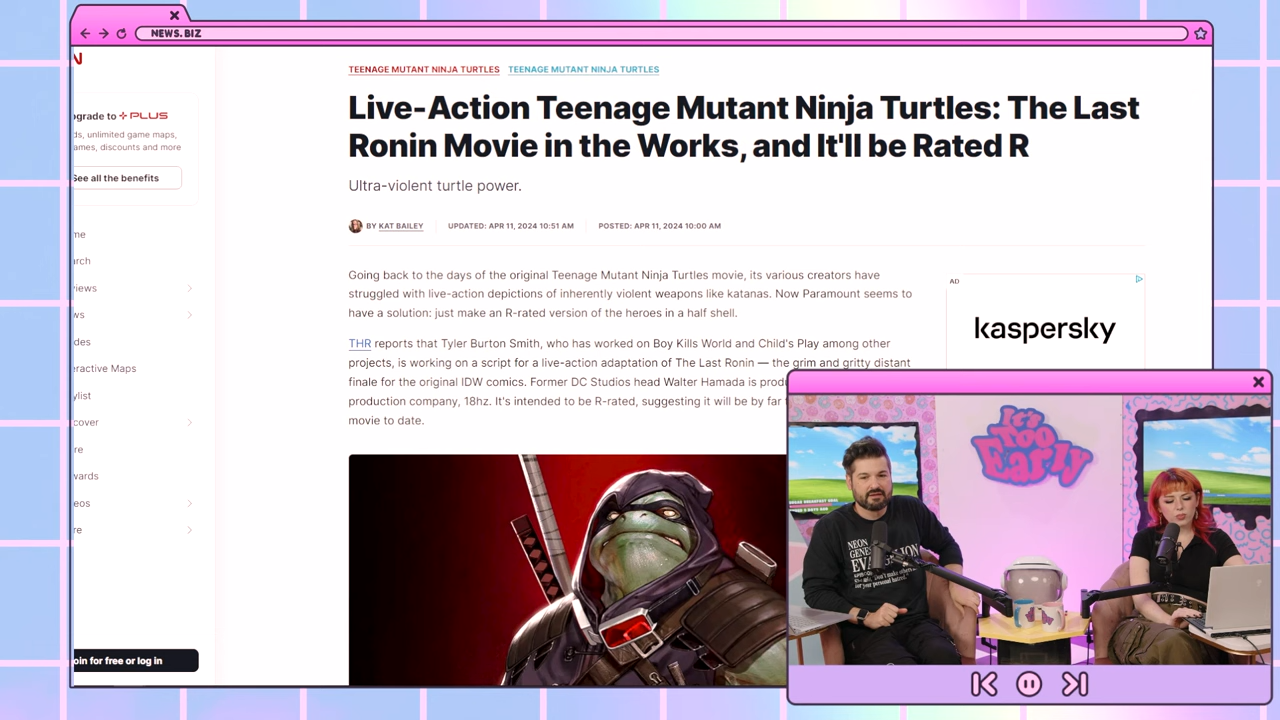 NEWS.BIZ
N
TEENAGE MUTANT NINJA TURTLES TEENAGE MUTANT NINJA TURTLES
Live-Action Teenage Mutant Ninja Turtles: The Last
Ronin Movie in the Works, and It'll be Rated R
Ultra-violent turtle power.
BY KAT BAILEY UPDATED: APR 11, 2024 10:51 AM POSTED: APR 11, 2024 10:00 AM
Going back to the days of the original Teenage Mutant Ninja Turtles movie, its various creators have
struggled with live-action depictions of inherently violent weapons like katanas. Now Paramount seems to
have a solution: just make an R-rated version of the heroes in a half shell.
THR reports that Tyler Burton Smith, who has worked on Boy Kills World and Child's Play among other
projects, is working on a script for a live-action adaptation of The Last Ronin — the grim and gritty distant
finale for the original IDW comics. Former DC Studios head Walter Hamada is produ
production company, 18hz. It's intended to be R-rated, suggesting it will be by far t
movie to date.
AD
kaspersky
pgrade to PLUS
ds, unlimited game maps,
ames, discounts and more
See all the benefits
me
arch
views
ws
des
eractive Maps
ylist
cover
re
wards
eos
re
oin for free or log in
It's
Too
Early
NEON
GENESIS
EVANGELION